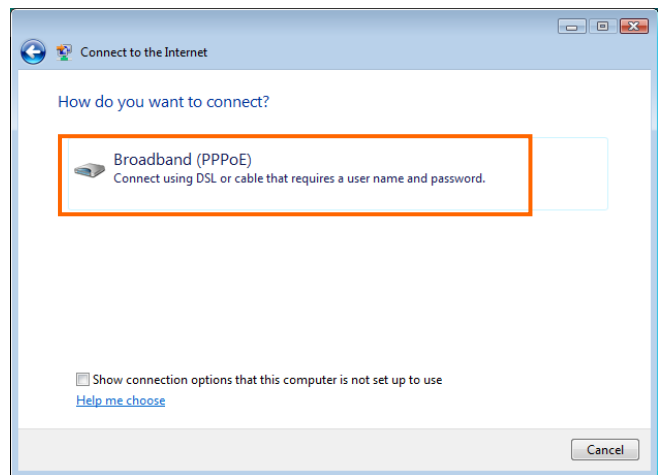 Connect to the Internet
How do you want to connect?
Broadband (PPPoE)
Connect using DSL or cable that requires a user name and password.
Show connection options that this computer is not set up to use
Help me choose
Cancel